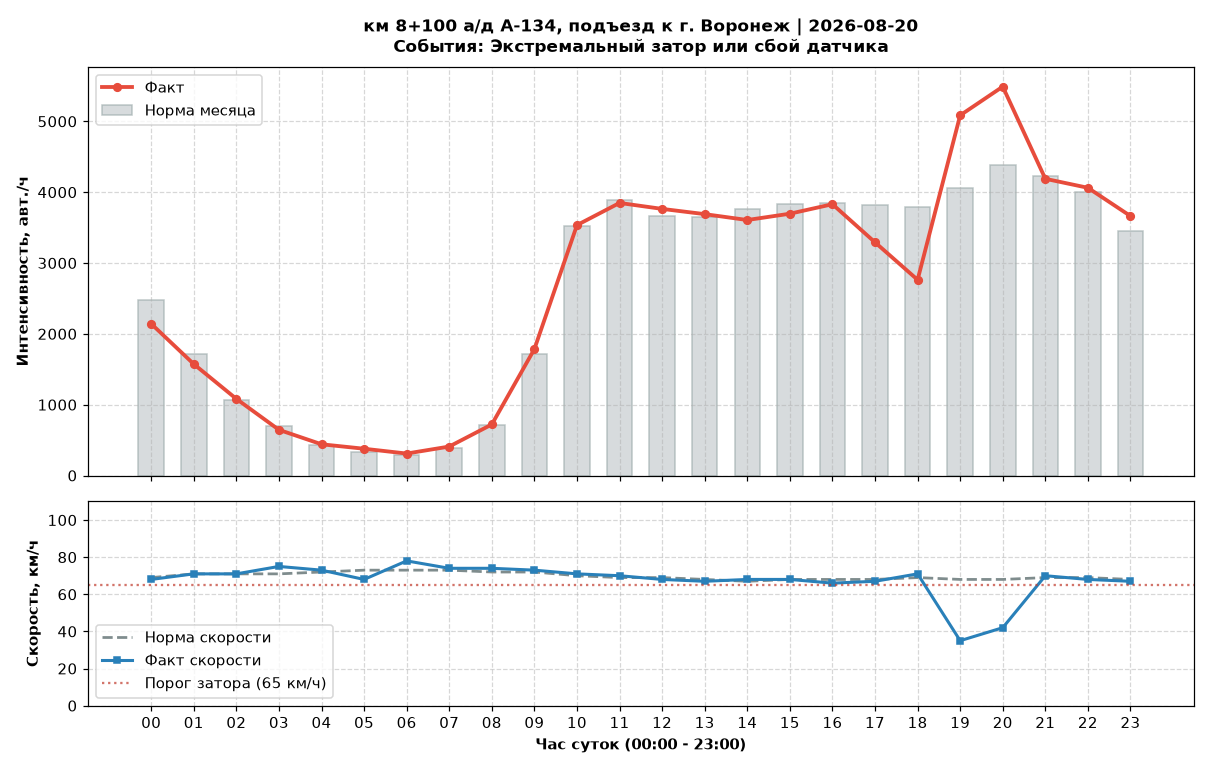 км 8+100 а/д А-134, подъезд к г. Воронеж | 2026-08-20
События: Экстремальный затор или сбой датчика
Факт
Норма месяца
Интенсивность, авт./ч
5000
4000
3000
2000
1000
0
Скорость, км/ч
100
80
60
40
20
0
Норма скорости
Факт скорости
Порог затора (65 км/ч)
00 01 02 03 04 05 06 07 08 09 10 11 12 13 14 15 16 17 18 19 20 21 22 23
Час суток (00:00 - 23:00)